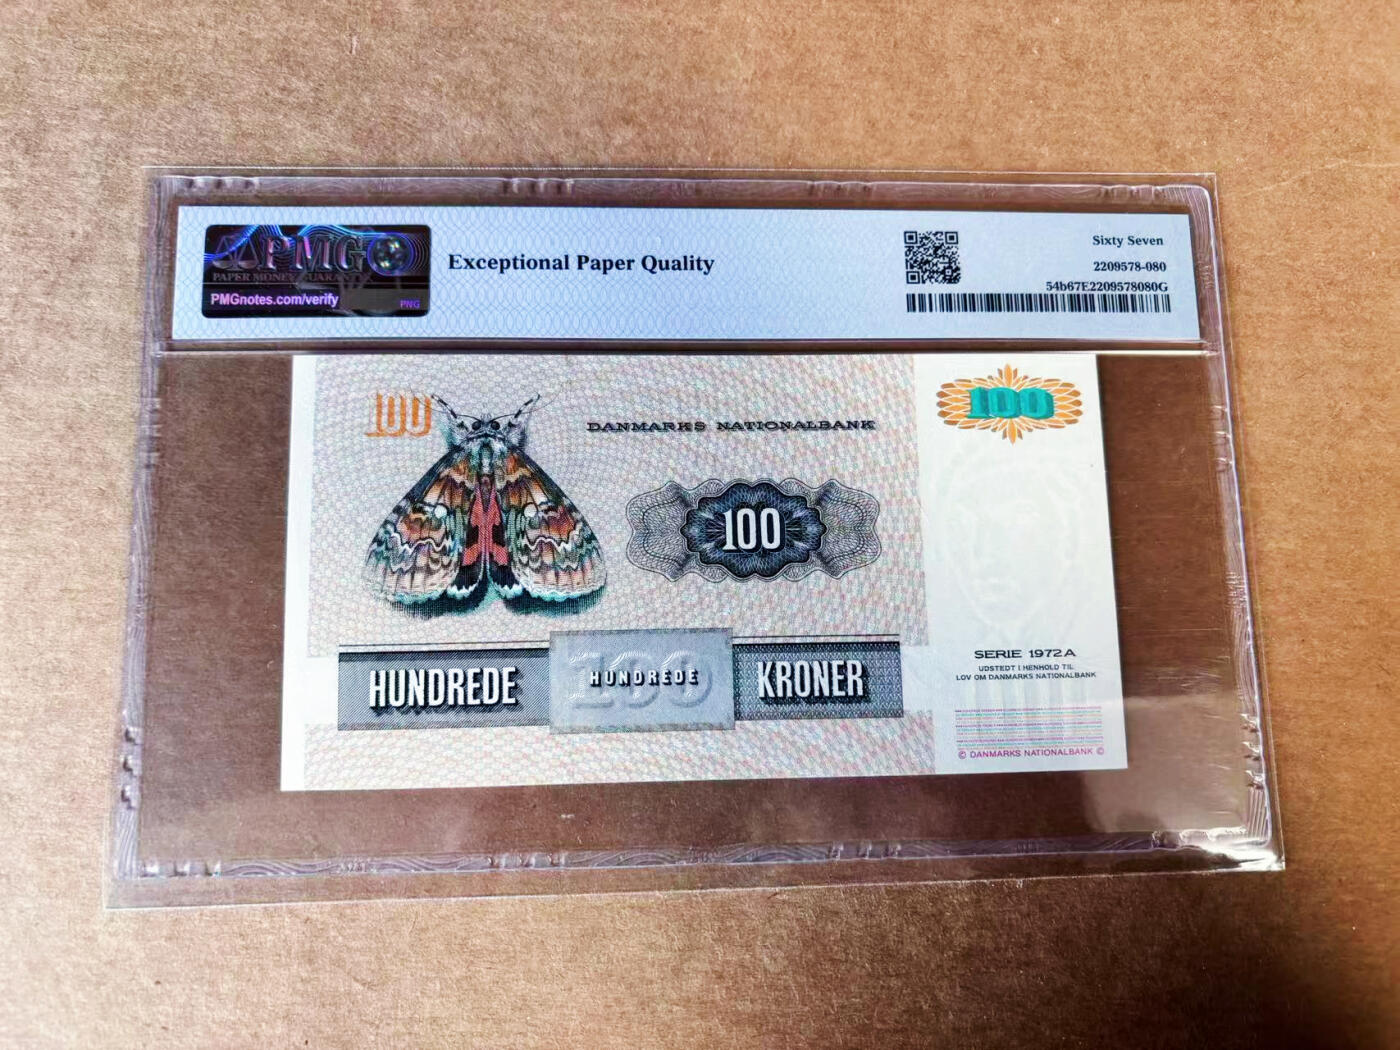 PMG
PAPER MONEY GUARANTY
PMGnotes.com/verify
PNG
Exceptional Paper Quality
Sixty Seven
2209578-080
54b67E2209578080G
100
DANMARKS NATIONALBANK
100
100
HUNDREDE
100
HUNDREDE
KRONER
SERIE 1972A
UDSTEDT I HENHOLD TIL
LOV OM DANMARKS NATIONALBANK
© DANMARKS NATIONALBANK ©